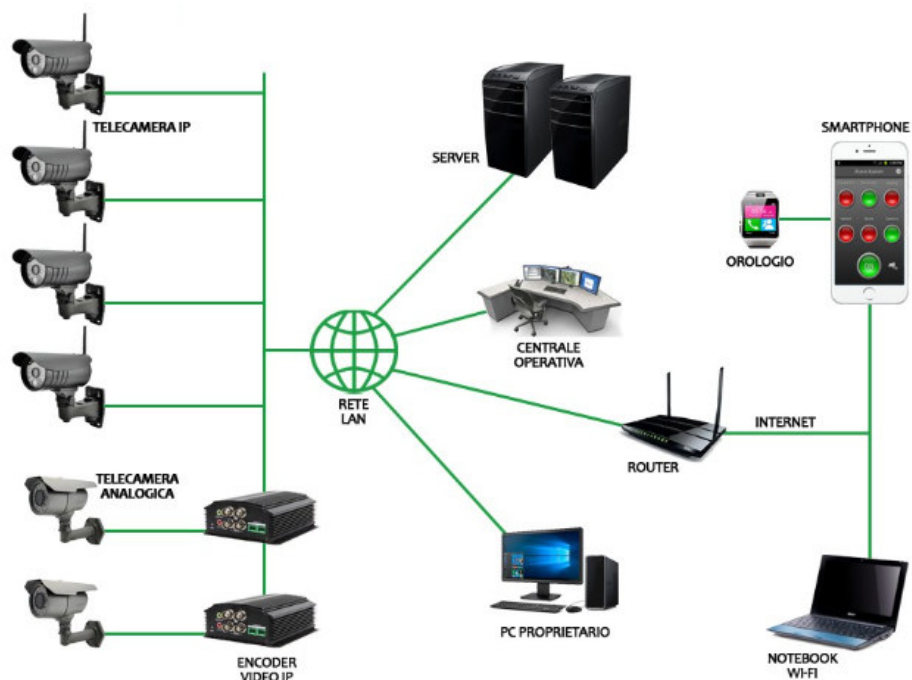 TELECAMERA IP
SERVER
SMARTPHONE
OROLOGIO
CENTRALE
OPERATIVA
RETE
LAN
INTERNET
ROUTER
TELECAMERA
ANALOGICA
PC PROPRIETARIO
ENCODER
VIDEO IP
NOTEBOOK
WI-FI